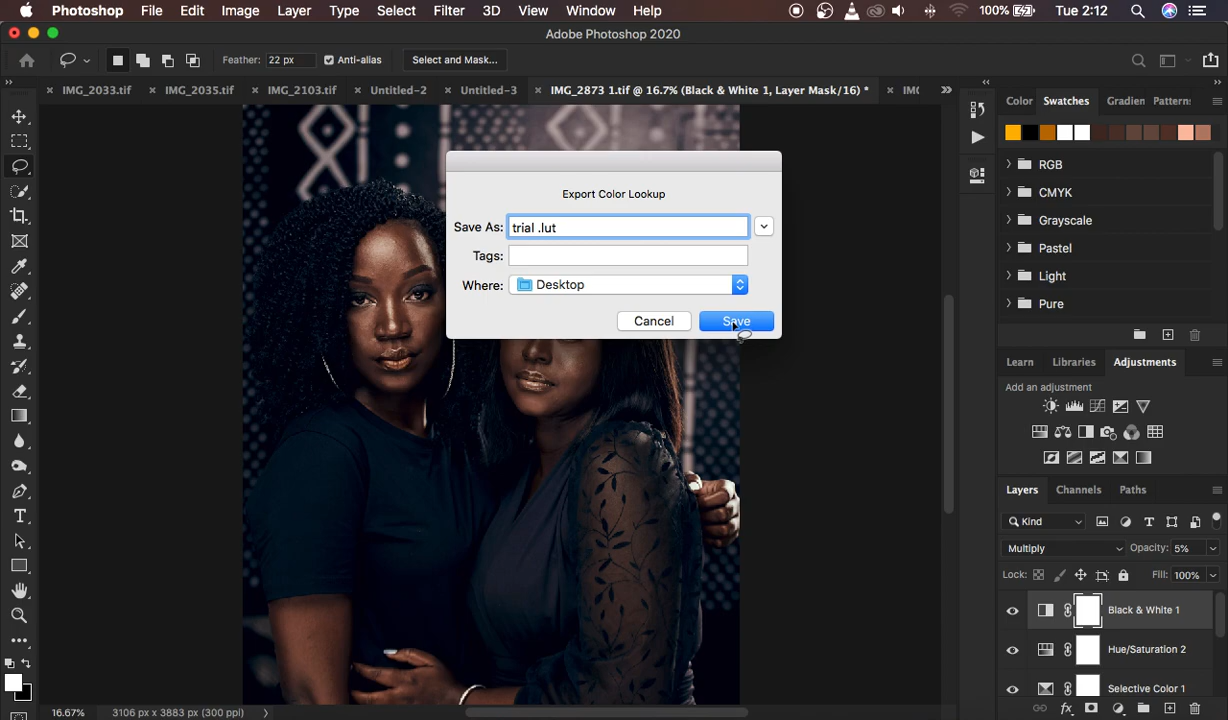 Photoshop File Edit Image Layer Type Select Filter 3D View Window Help 100% Tue 2:12
Adobe Photoshop 2020
Feather: 22 px Anti-alias Select and Mask...
IMG_2033.tif IMG_2035.tif IMG_2103.tif Untitled-2 Untitled-3 IMG_2873 1.tif @ 16.7% (Black & White 1, Layer Mask/16) * IM(
Export Color Lookup
Save As: trial .lut
Tags:
Where: Desktop
Cancel Save
Color Swatches Gradien Pattern:
RGB
CMYK
Grayscale
Pastel
Light
Pure
Learn Libraries Adjustments
Add an adjustment
Layers Channels Paths
Kind
Multiply Opacity: 5%
Lock: Fill: 100%
Black & White 1
Hue/Saturation 2
Selective Color 1
16.67% 3106 px x 3883 px (300 ppi)